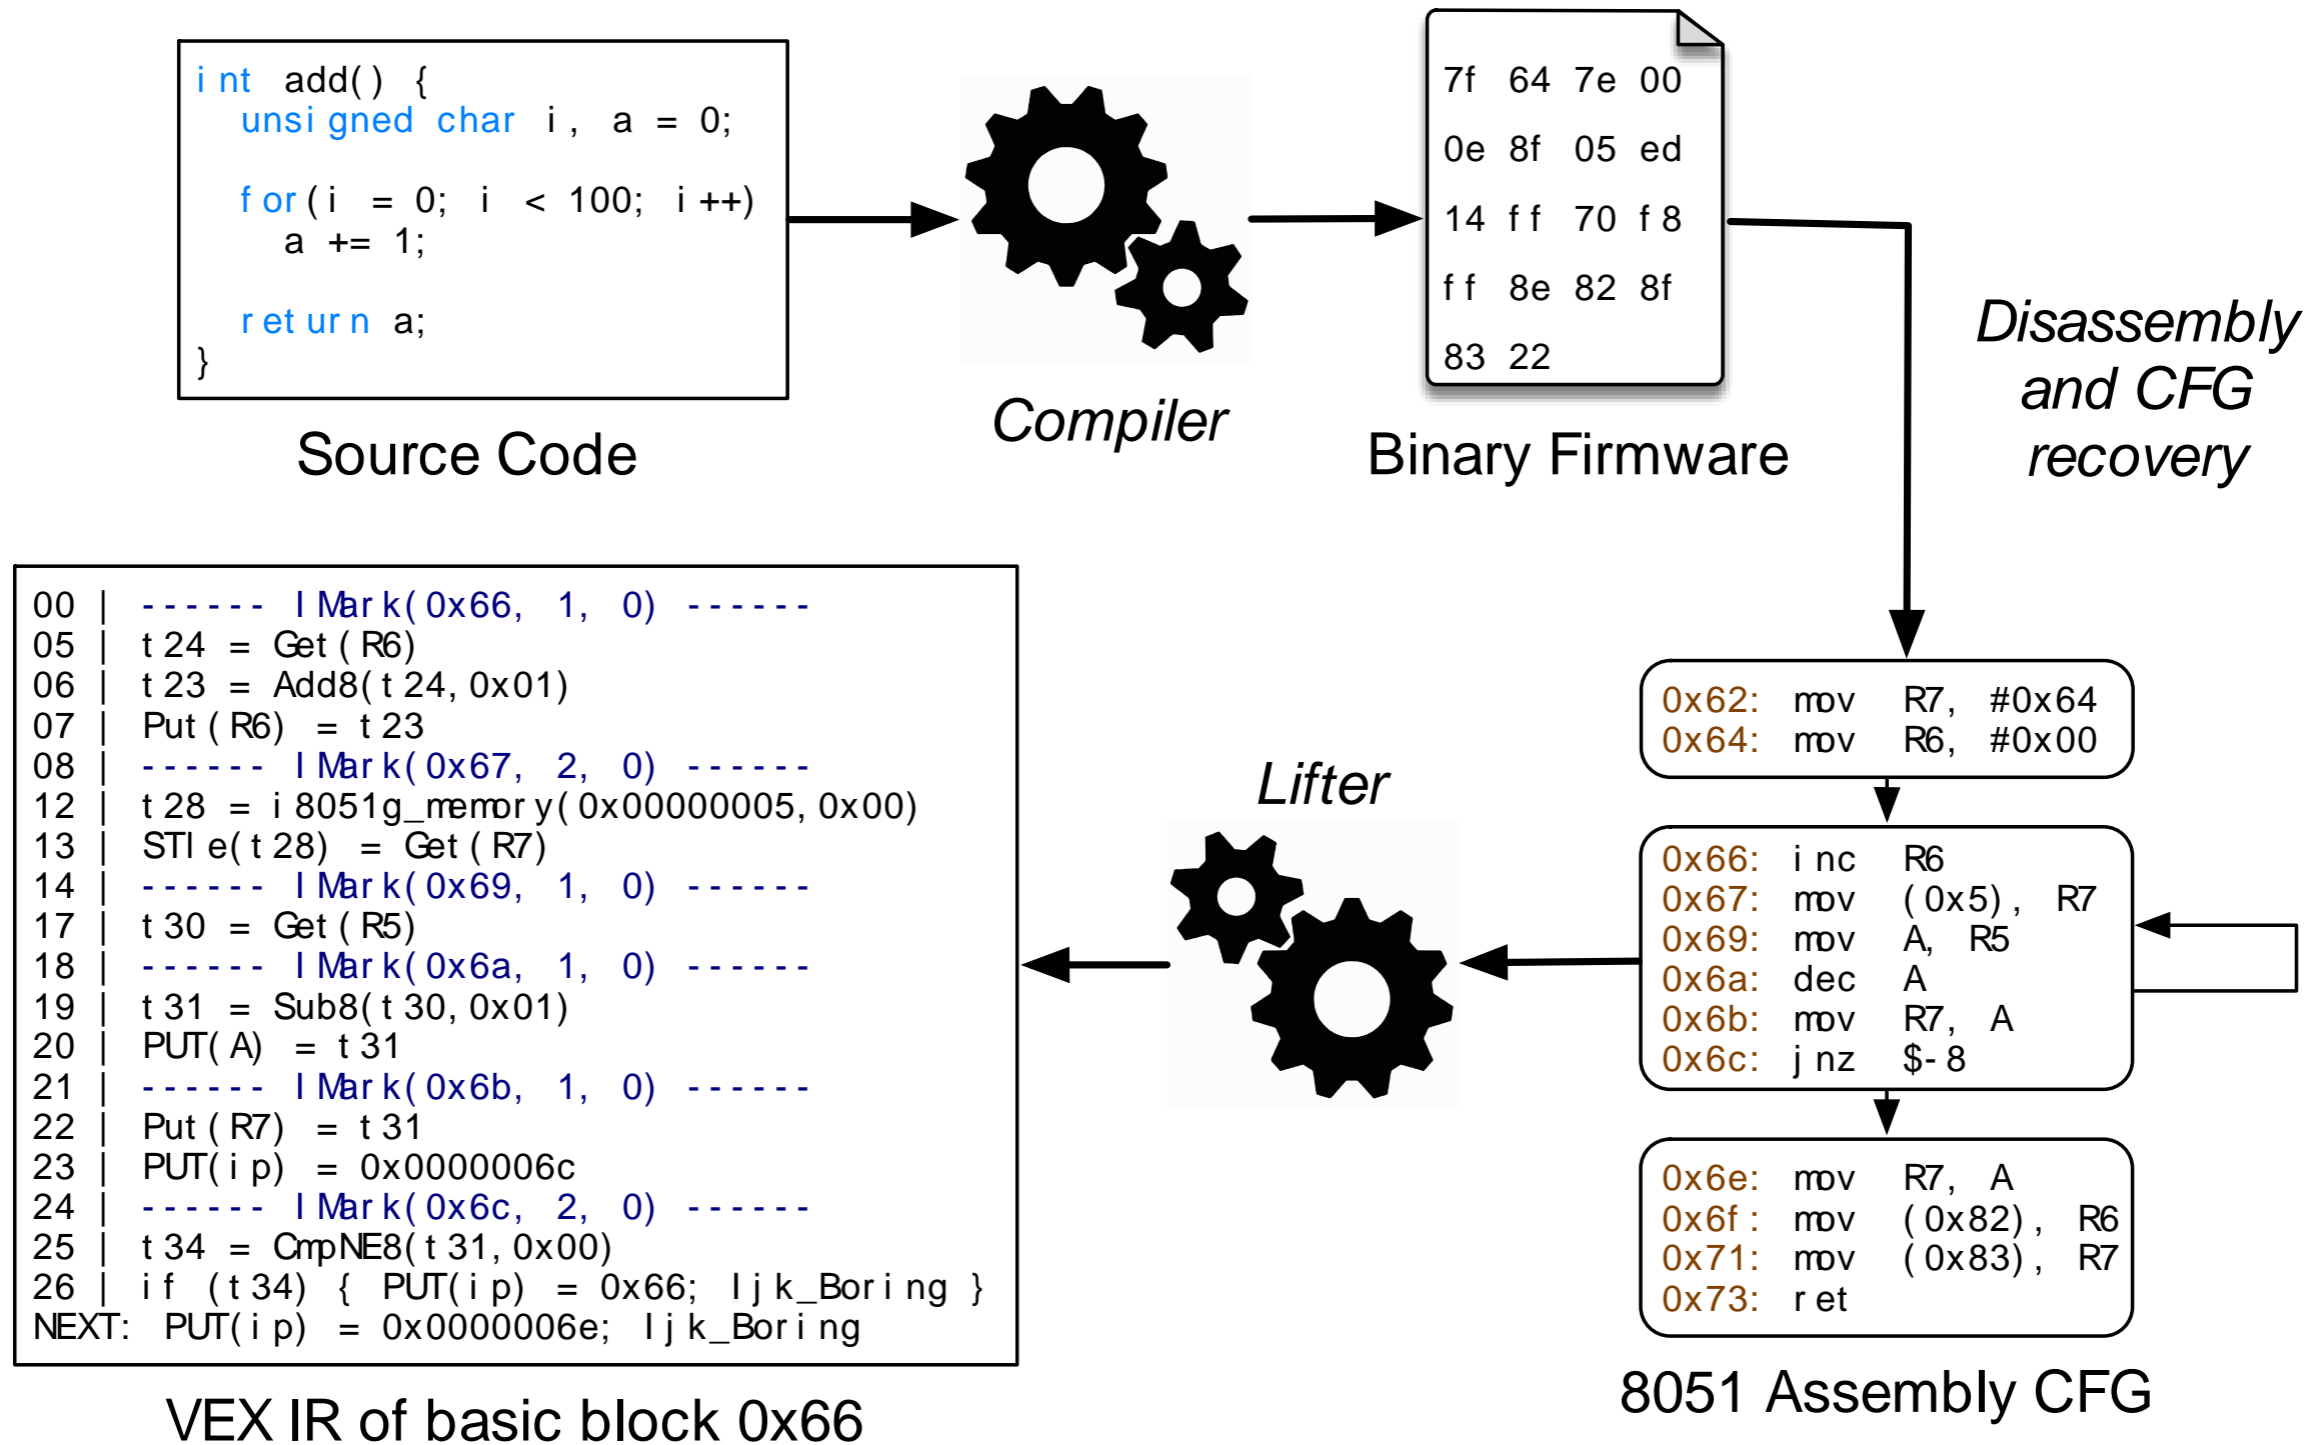 int add() {
unsigned char i, a = 0;
for(i = 0; i < 100; i++)
a += 1;
return a;
}
Source Code
Compiler
7f 64 7e 00
0e 8f 05 ed
14 ff 70 f8
ff 8e 82 8f
83 22
Binary Firmware
Disassembly
and CFG
recovery
0x62: mov R7, #0x64
0x64: mov R6, #0x00
0x66: inc R6
0x67: mov (0x5), R7
0x69: mov A, R5
0x6a: dec A
0x6b: mov R7, A
0x6c: jnz $-8
0x6e: mov R7, A
0x6f: mov (0x82), R6
0x71: mov (0x83), R7
0x73: ret
8051 Assembly CFG
Lifter
00 | ------ IMark(0x66, 1, 0) ------
05 | t24 = Get(R6)
06 | t23 = Add8(t24,0x01)
07 | Put(R6) = t23
08 | ------ IMark(0x67, 2, 0) ------
12 | t28 = i8051g_memory(0x00000005,0x00)
13 | STle(t28) = Get(R7)
14 | ------ IMark(0x69, 1, 0) ------
17 | t30 = Get(R5)
18 | ------ IMark(0x6a, 1, 0) ------
19 | t31 = Sub8(t30,0x01)
20 | PUT(A) = t31
21 | ------ IMark(0x6b, 1, 0) ------
22 | Put(R7) = t31
23 | PUT(ip) = 0x0000006c
24 | ------ IMark(0x6c, 2, 0) ------
25 | t34 = CmpNE8(t31,0x00)
26 | if (t34) { PUT(ip) = 0x66; Ijk_Boring }
NEXT: PUT(ip) = 0x0000006e; Ijk_Boring
VEX IR of basic block 0x66